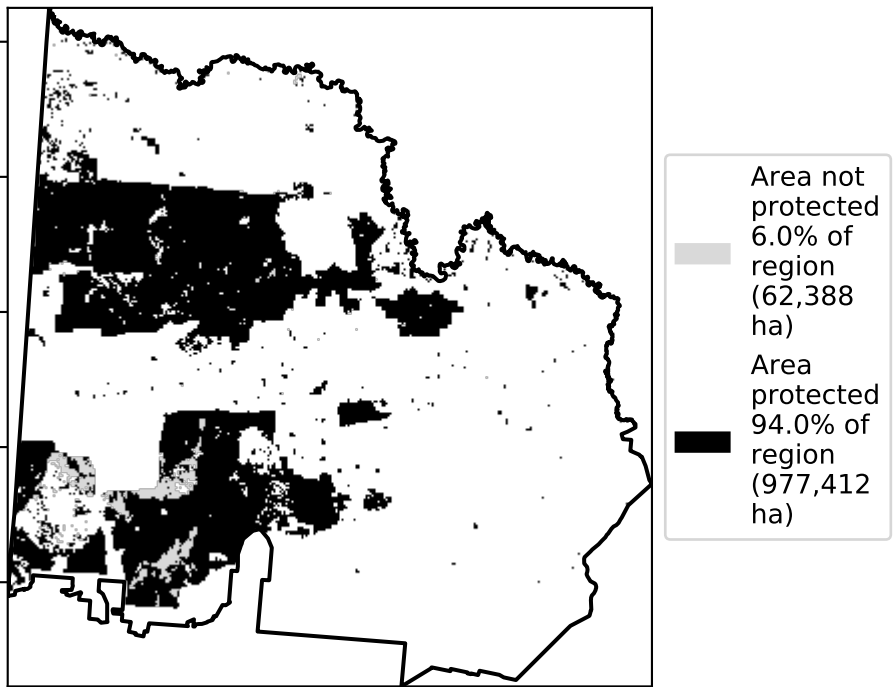 Area not
protected
6.0% of
region
(62,388
ha)
Area
protected
94.0% of
region
(977,412
ha)